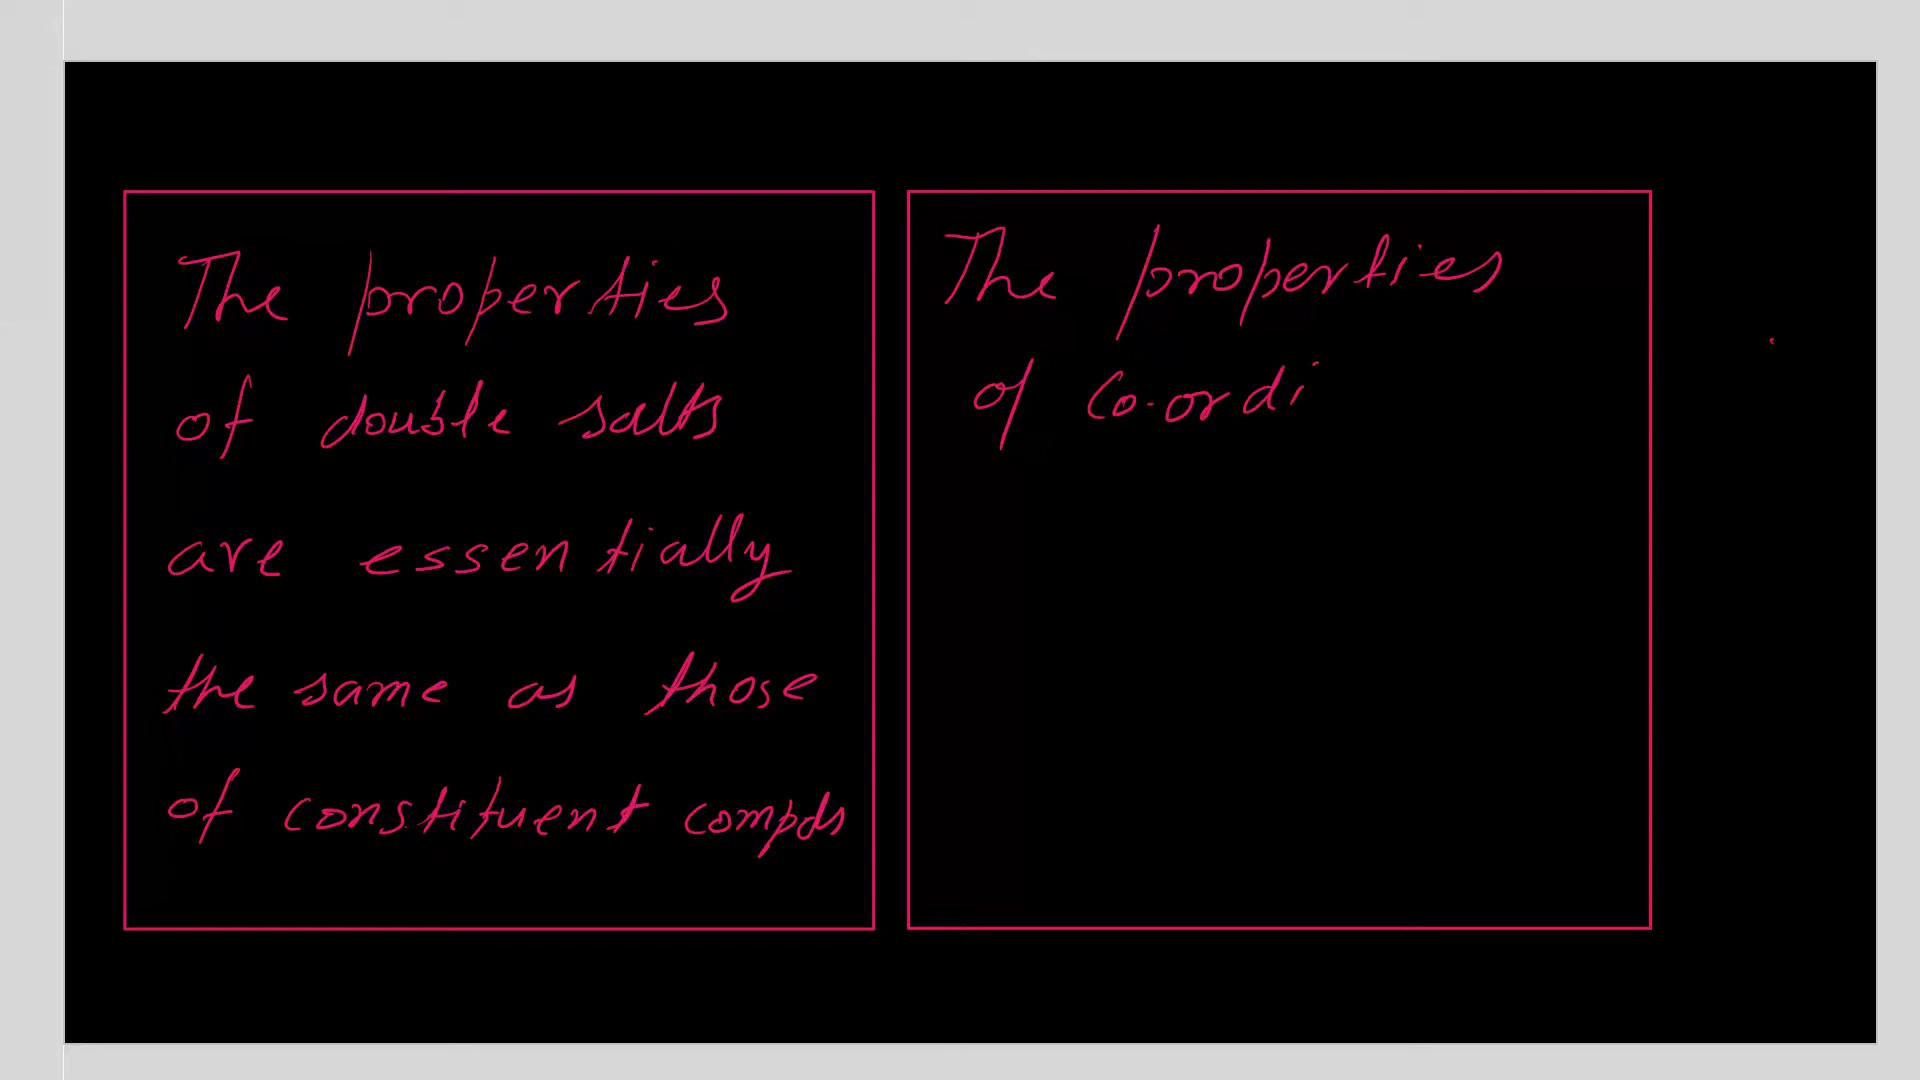 The properties
of double salts
are essentially
the same as those
of constituent compds
The properties
of Co-ordi